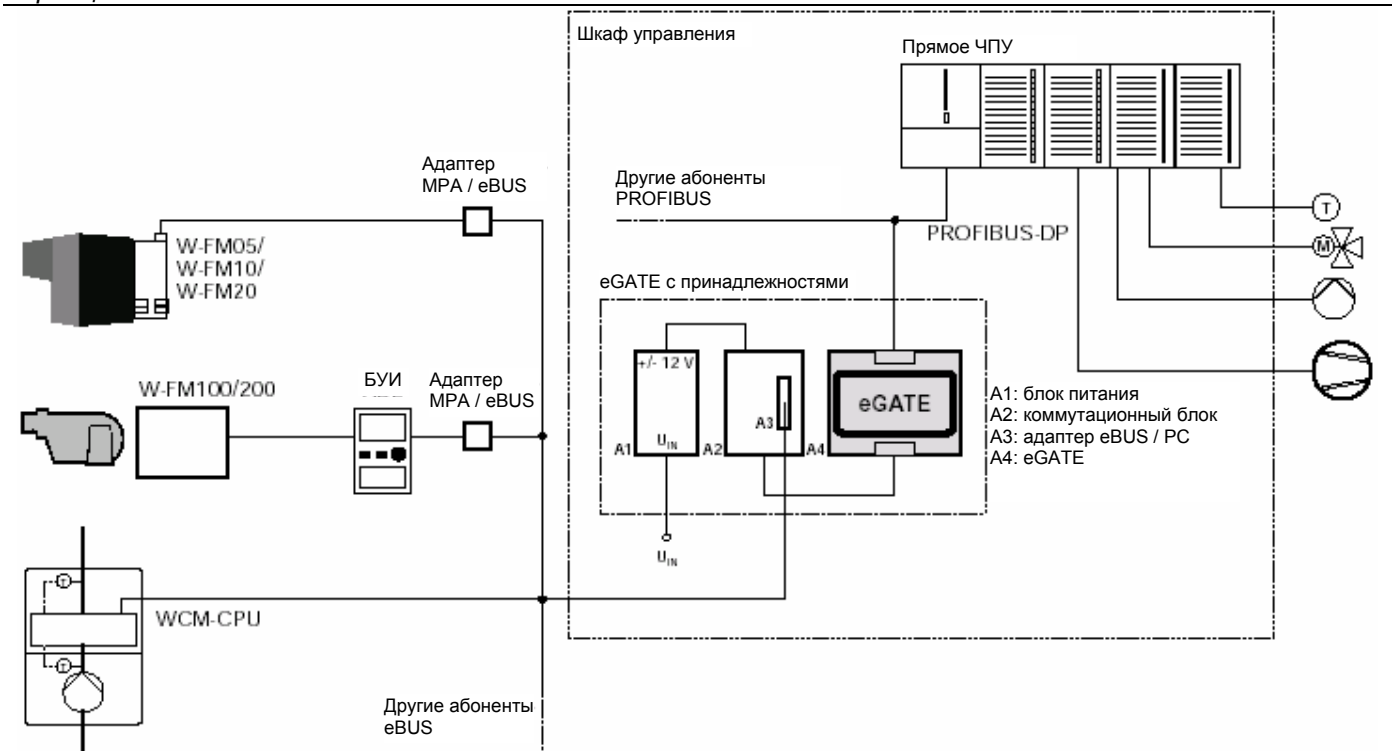 Шкаф управления
Прямое ЧПУ
Адаптер
MPA / eBUS
Другие абоненты
PROFIBUS
PROFIBUS-DP
T
M
W-FM05/
W-FM10/
W-FM20
eGATE с принадлежностями
+/- 12 V
A3
eGATE
A1
UIN
A2
A4
A1: блок питания
A2: коммутационный блок
A3: адаптер eBUS / PC
A4: eGATE
W-FM100/200
БУИ
Адаптер
MPA / eBUS
UIN
T
WCM-CPU
T
Другие абоненты
eBUS